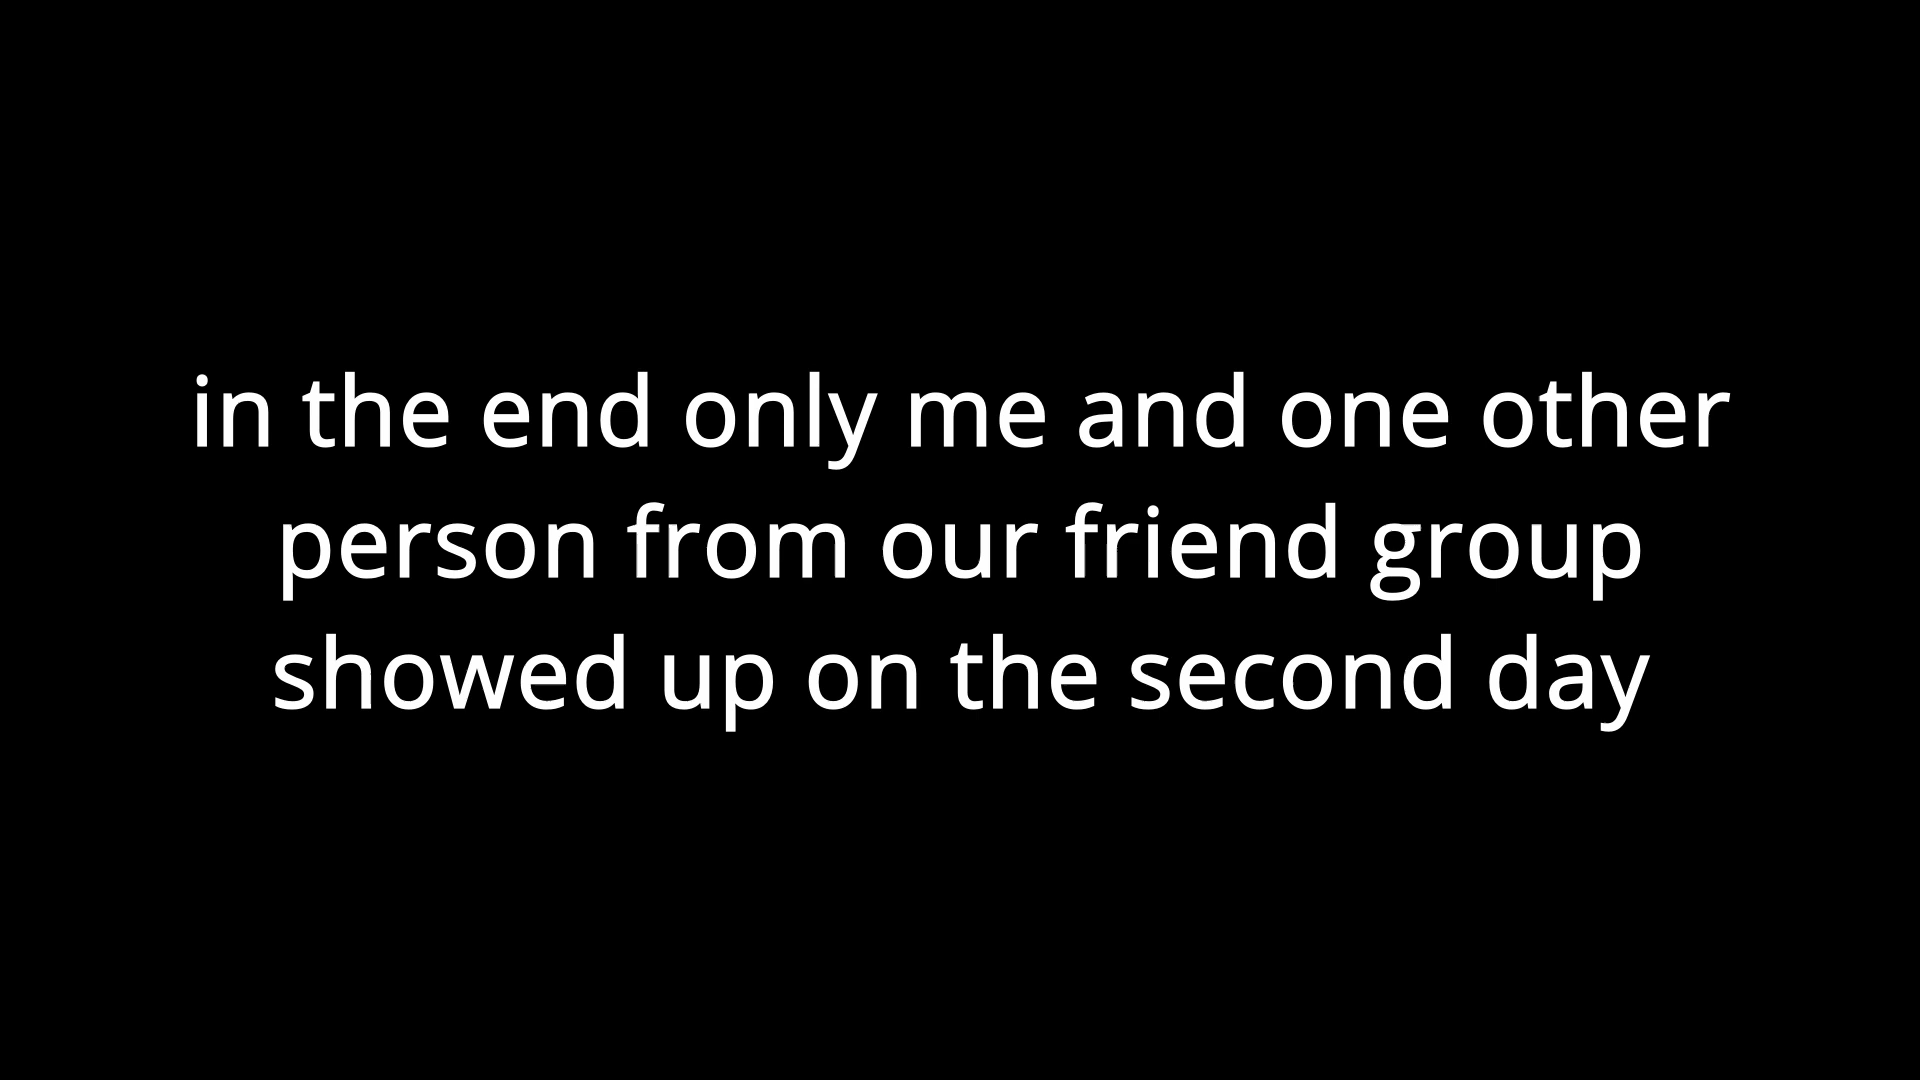 in the end only me and one other
person from our friend group
showed up on the second day